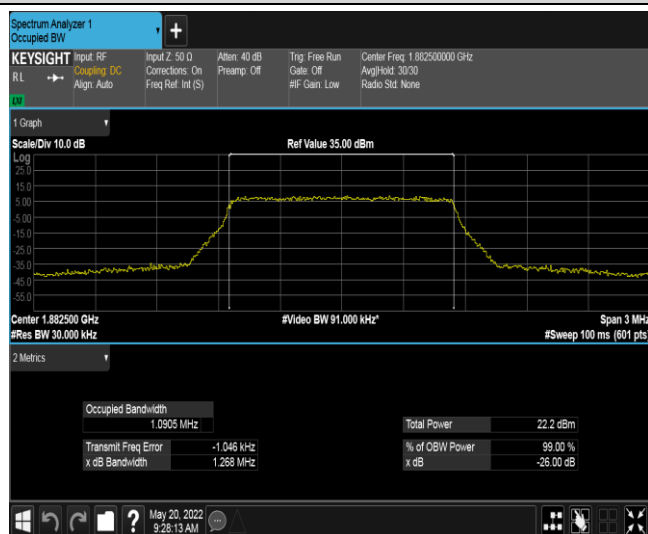 Spectrum Analyzer 1
Occupied BW
+
KEYSIGHT Input: RF Input Z: 50 Ω Atten: 40 dB Trig: Free Run Center Freq: 1.882500000 GHz
RL Coupling: DC Corrections: On Preamp: Off Gate: Off Avg|Hold: 30/30
Align: Auto Freq Ref: Int (S) #IF Gain: Low Radio Std: None
LXI
1 Graph
Scale/Div 10.0 dB Ref Value 35.00 dBm
Log
25.0
15.0
5.00
-5.00
-15.0
-25.0
-35.0
-45.0
-55.0
Center 1.882500 GHz #Video BW 91.000 kHz* Span 3 MHz
#Res BW 30.000 kHz #Sweep 100 ms (601 pts)
2 Metrics
Occupied Bandwidth
1.0905 MHz Total Power 22.2 dBm
Transmit Freq Error -1.046 kHz % of OBW Power 99.00 %
x dB Bandwidth 1.268 MHz x dB -26.00 dB
? May 20, 2022
9:28:13 AM